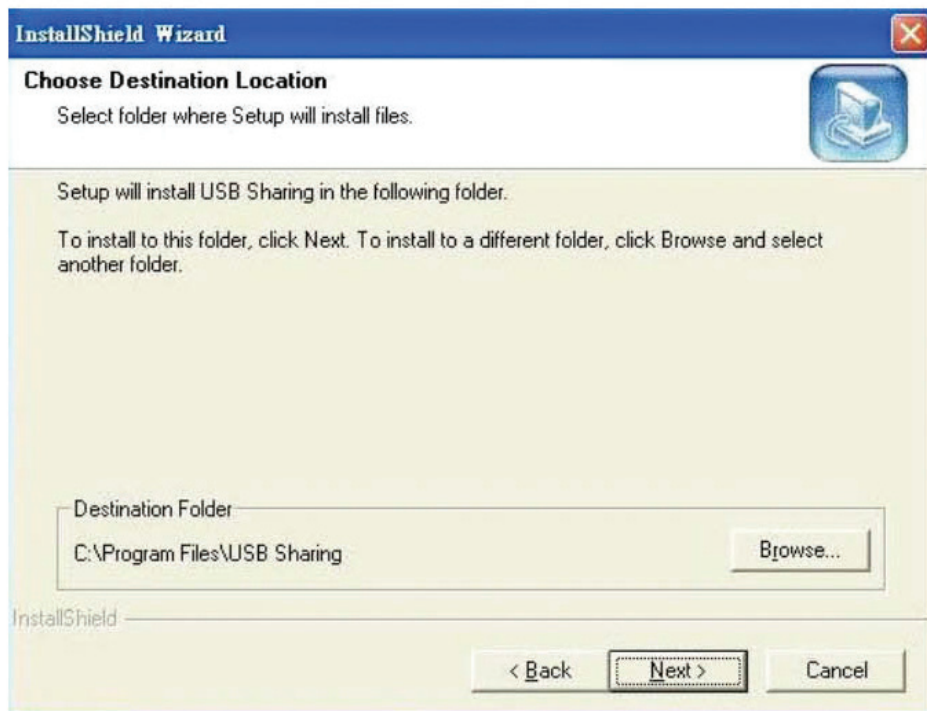 InstallShield Wizard
Choose Destination Location
Select folder where Setup will install files.
Setup will install USB Sharing in the following folder.
To install to this folder, click Next. To install to a different folder, click Browse and select
another folder.
Destination Folder
C:\Program Files\USB Sharing
Browse...
InstallShield
< Back
Next >
Cancel